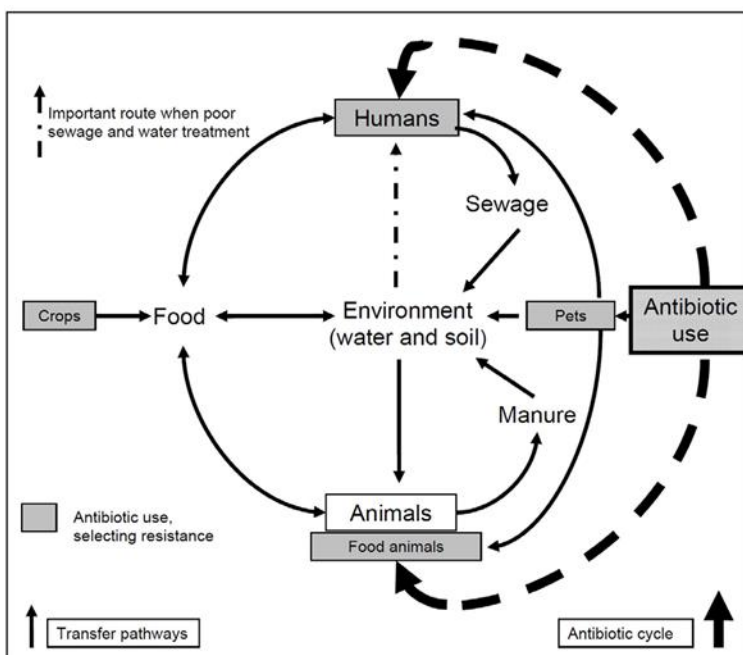 Important route when poor
sewage and water treatment
Humans
Sewage
Crops
Food
Environment
(water and soil)
Pets
Antibiotic
use
Manure
Animals
Food animals
Antibiotic use,
selecting resistance
Transfer pathways
Antibiotic cycle